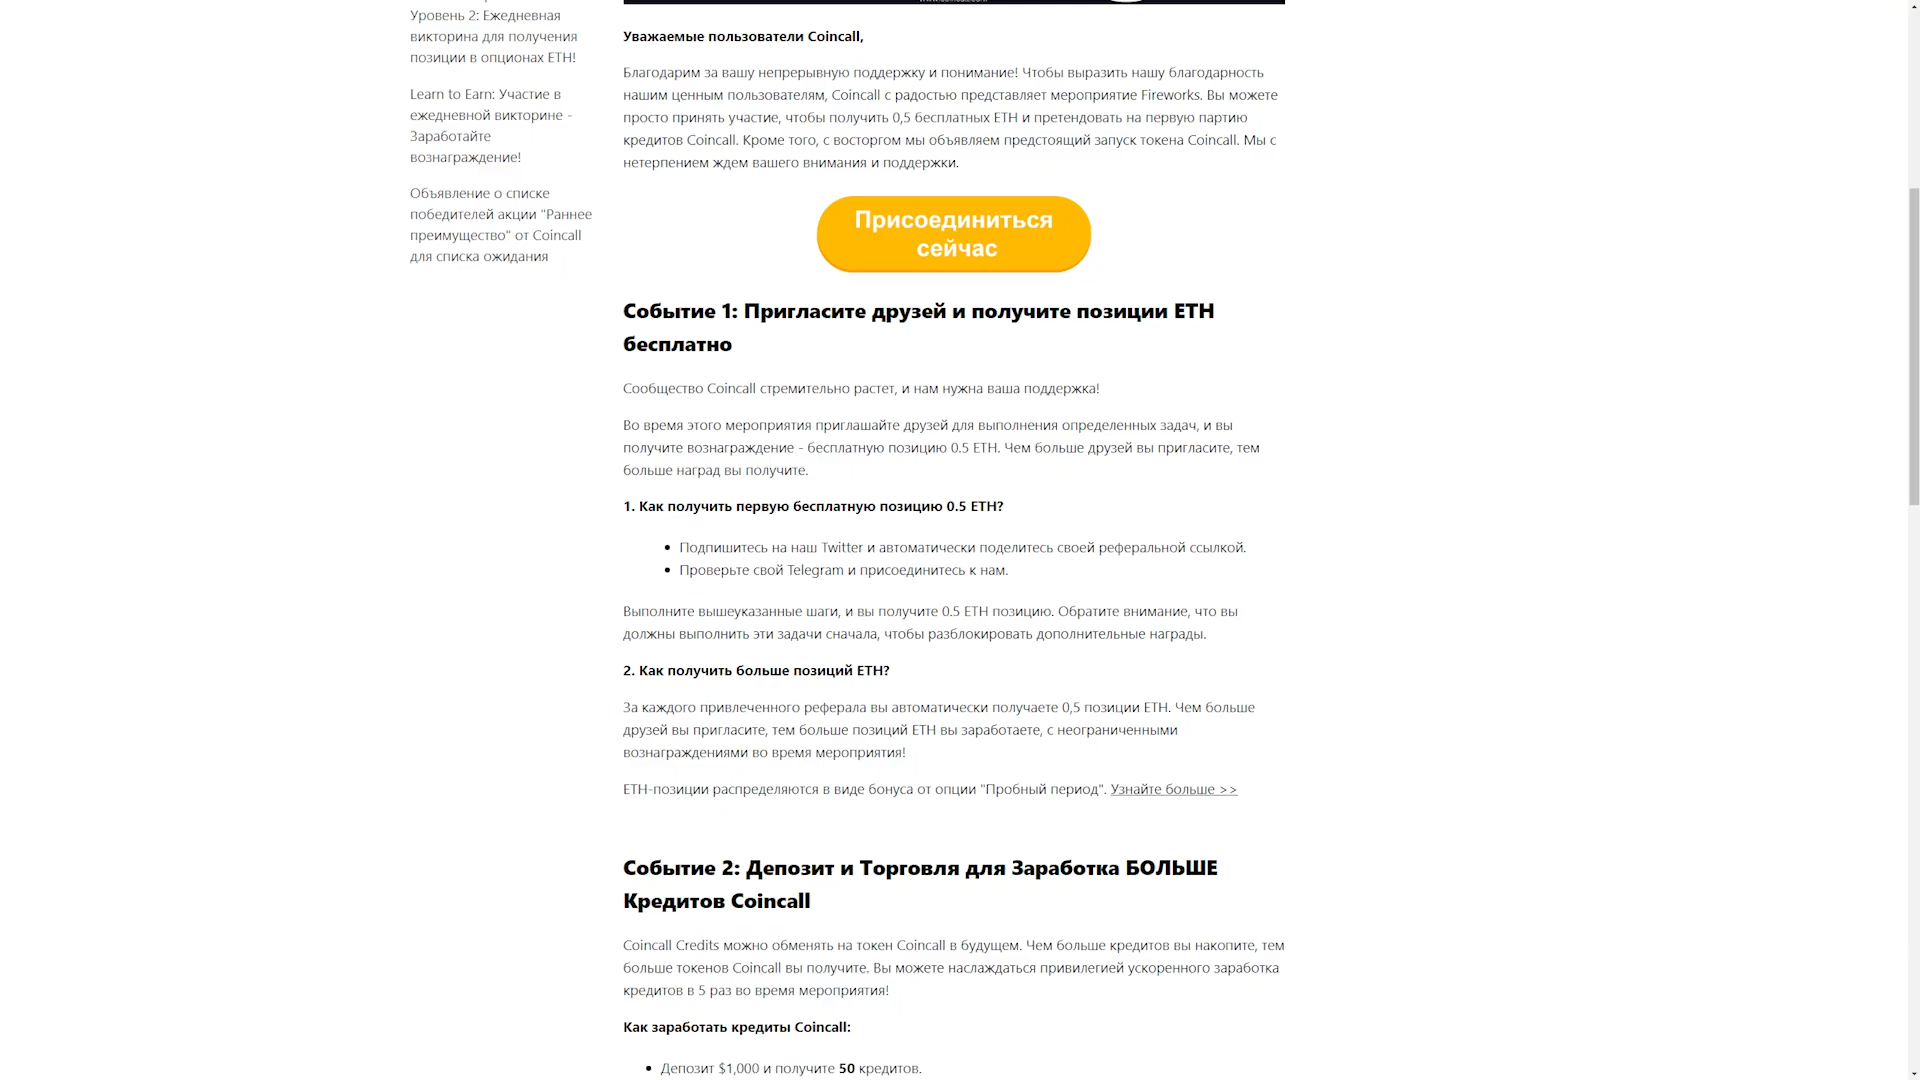 Уровень 2: Ежедневная
викторина для получения
позиции в опционах ETH!
Learn to Earn: Участие в
ежедневной викторине -
Заработайте
вознаграждение!
Объявление о списке
победителей акции "Раннее
преимущество" от Coincall
для списка ожидания
Уважаемые пользователи Coincall,
Благодарим за вашу непрерывную поддержку и понимание! Чтобы выразить нашу благодарность
нашим ценным пользователям, Coincall с радостью представляет мероприятие Fireworks. Вы можете
просто принять участие, чтобы получить 0,5 бесплатных ETH и претендовать на первую партию
кредитов Coincall. Кроме того, с восторгом мы объявляем предстоящий запуск токена Coincall. Мы с
нетерпением ждем вашего внимания и поддержки.
Присоединиться
сейчас
Событие 1: Пригласите друзей и получите позиции ETH
бесплатно
Сообщество Coincall стремительно растет, и нам нужна ваша поддержка!
Во время этого мероприятия приглашайте друзей для выполнения определенных задач, и вы
получите вознаграждение - бесплатную позицию 0.5 ETH. Чем больше друзей вы пригласите, тем
больше наград вы получите.
1. Как получить первую бесплатную позицию 0.5 ETH?
• Подпишитесь на наш Twitter и автоматически поделитесь своей реферальной ссылкой.
• Проверьте свой Telegram и присоединитесь к нам.
Выполните вышеуказанные шаги, и вы получите 0.5 ETH позицию. Обратите внимание, что вы
должны выполнить эти задачи сначала, чтобы разблокировать дополнительные награды.
2. Как получить больше позиций ETH?
За каждого привлеченного реферала вы автоматически получаете 0,5 позиции ETH. Чем больше
друзей вы пригласите, тем больше позиций ETH вы заработаете, с неограниченными
вознаграждениями во время мероприятия!
ETH-позиции распределяются в виде бонуса от опции "Пробный период". Узнайте больше >>
Событие 2: Депозит и Торговля для Заработка БОЛЬШЕ
Кредитов Coincall
Coincall Credits можно обменять на токен Coincall в будущем. Чем больше кредитов вы накопите, тем
больше токенов Coincall вы получите. Вы можете наслаждаться привилегией ускоренного заработка
кредитов в 5 раз во время мероприятия!
Как заработать кредиты Coincall:
• Депозит $1,000 и получите 50 кредитов.